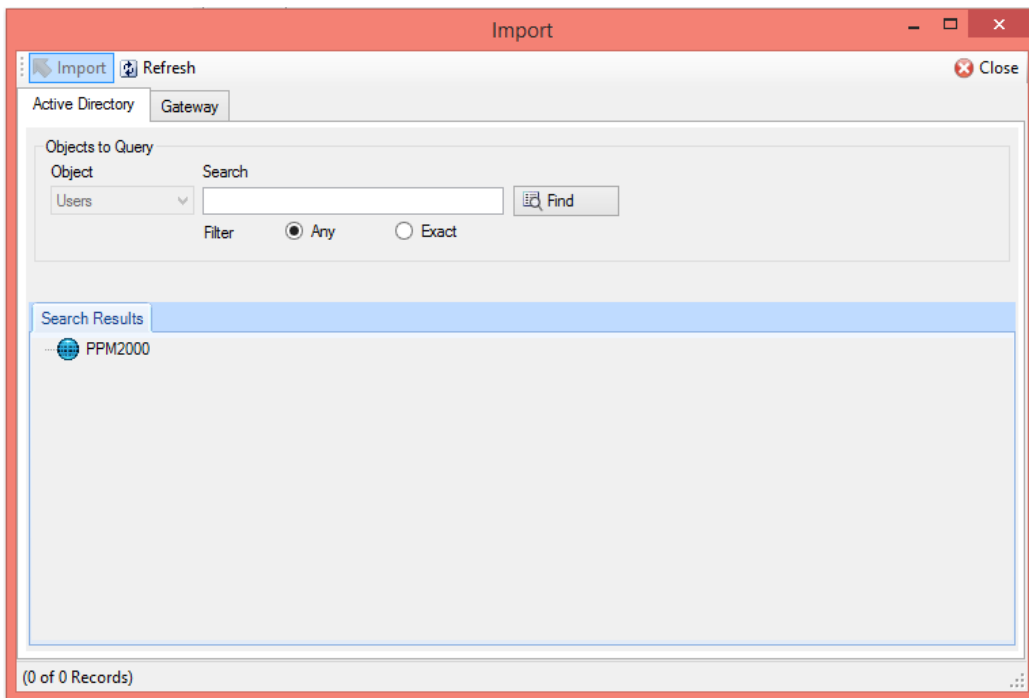 Import
Import Refresh Close
Active Directory Gateway
Objects to Query
Object Search
Users Find
Filter Any Exact
Search Results
PPM2000
(0 of 0 Records)